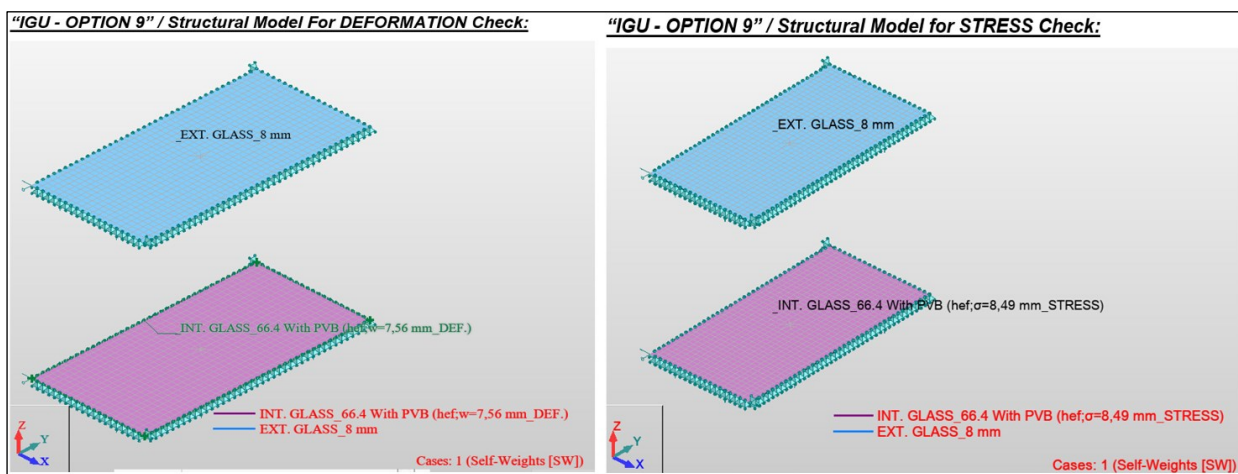 “IGU - OPTION 9” / Structural Model For DEFORMATION Check:
_EXT. GLASS_8 mm
_INT. GLASS_66.4 With PVB (hef;w=7,56 mm_DEF.)
INT. GLASS_66.4 With PVB (hef;w=7,56 mm_DEF.)
EXT. GLASS_8 mm
Z
Y
X
Cases: 1 (Self-Weights [SW])
“IGU - OPTION 9” / Structural Model for STRESS Check:
_EXT. GLASS_8 mm
_INT. GLASS_66.4 With PVB (hef;σ=8,49 mm_STRESS)
INT. GLASS_66.4 With PVB (hef;σ=8,49 mm_STRESS)
EXT. GLASS_8 mm
Z
Y
X
Cases: 1 (Self-Weights [SW])